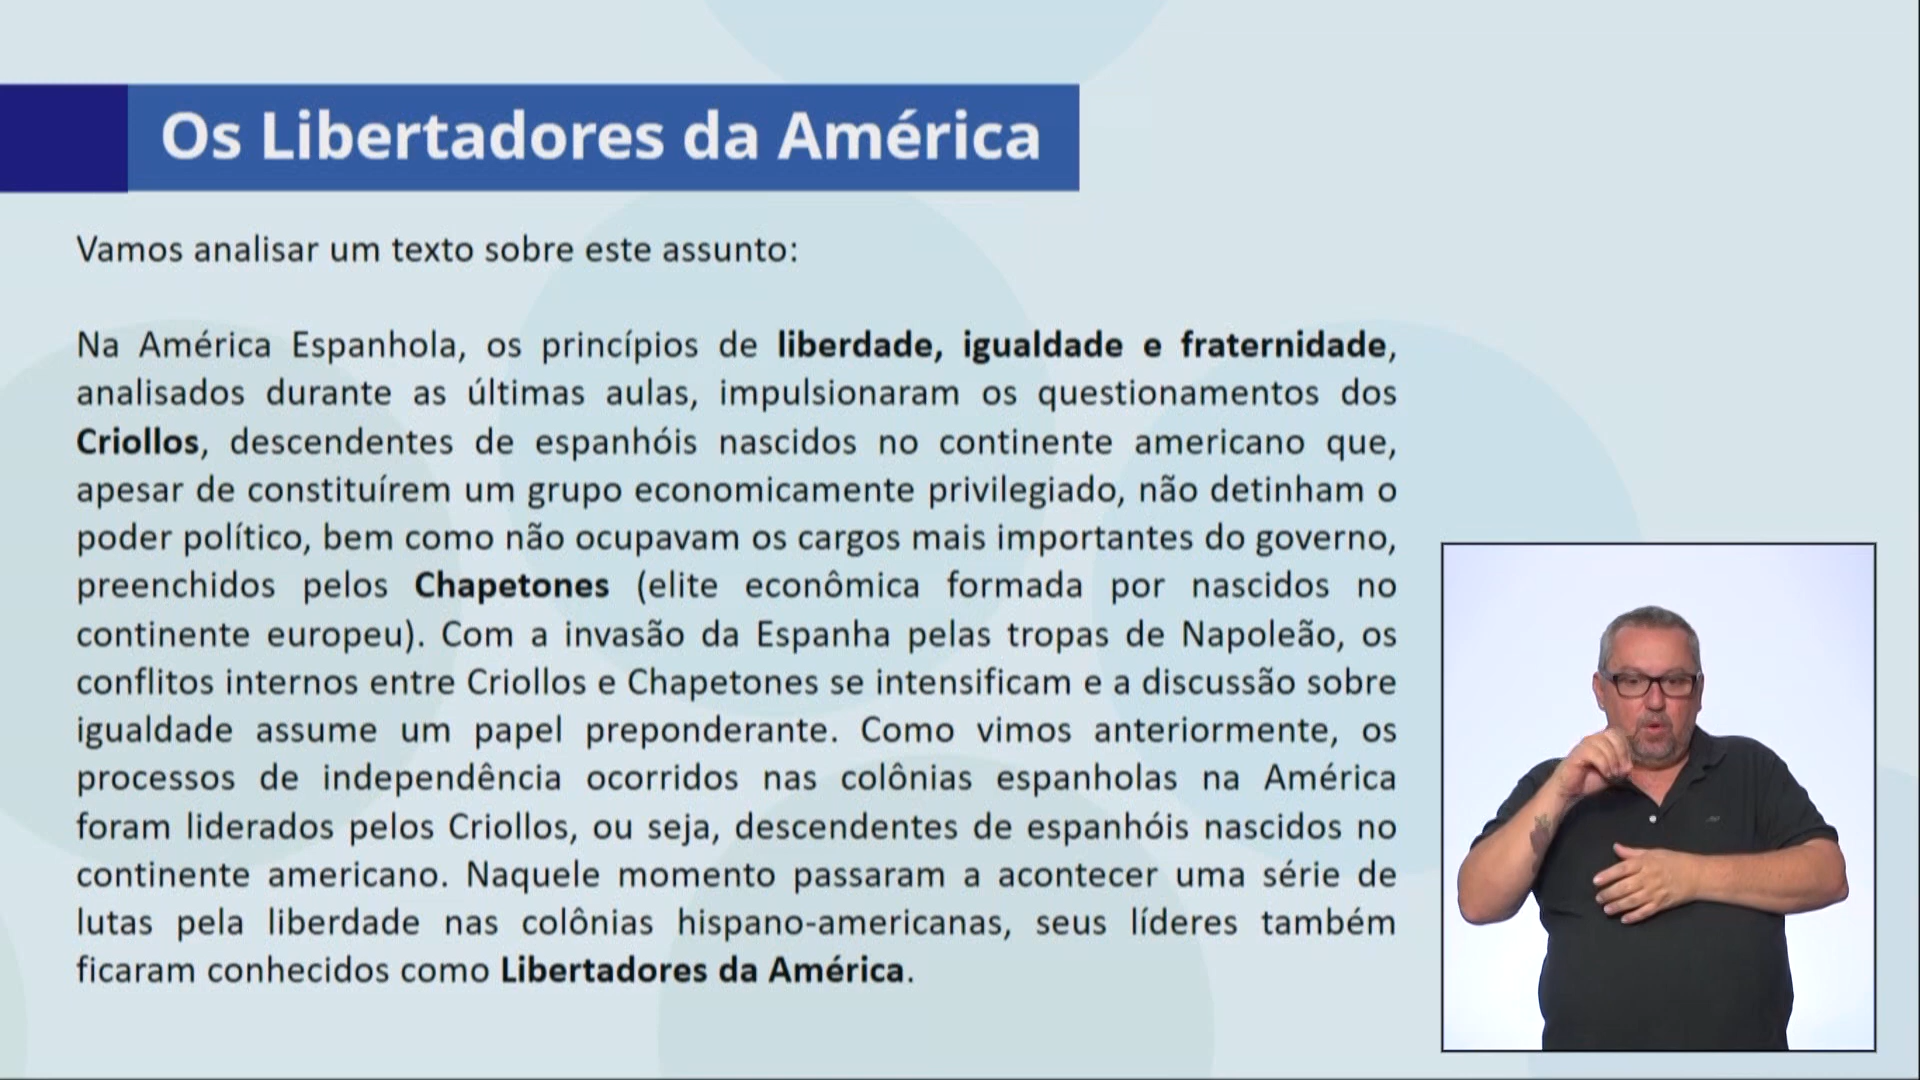 Os Libertadores da América
Vamos analisar um texto sobre este assunto:
Na América Espanhola, os princípios de liberdade, igualdade e fraternidade,
analisados durante as últimas aulas, impulsionaram os questionamentos dos
Criollos, descendentes de espanhóis nascidos no continente americano que,
apesar de constituírem um grupo economicamente privilegiado, não detinham o
poder político, bem como não ocupavam os cargos mais importantes do governo,
preenchidos pelos Chapetones (elite econômica formada por nascidos no
continente europeu). Com a invasão da Espanha pelas tropas de Napoleão, os
conflitos internos entre Criollos e Chapetones se intensificam e a discussão sobre
igualdade assume um papel preponderante. Como vimos anteriormente, os
processos de independência ocorridos nas colônias espanholas na América
foram liderados pelos Criollos, ou seja, descendentes de espanhóis nascidos no
continente americano. Naquele momento passaram a acontecer uma série de
lutas pela liberdade nas colônias hispano-americanas, seus líderes também
ficaram conhecidos como Libertadores da América.